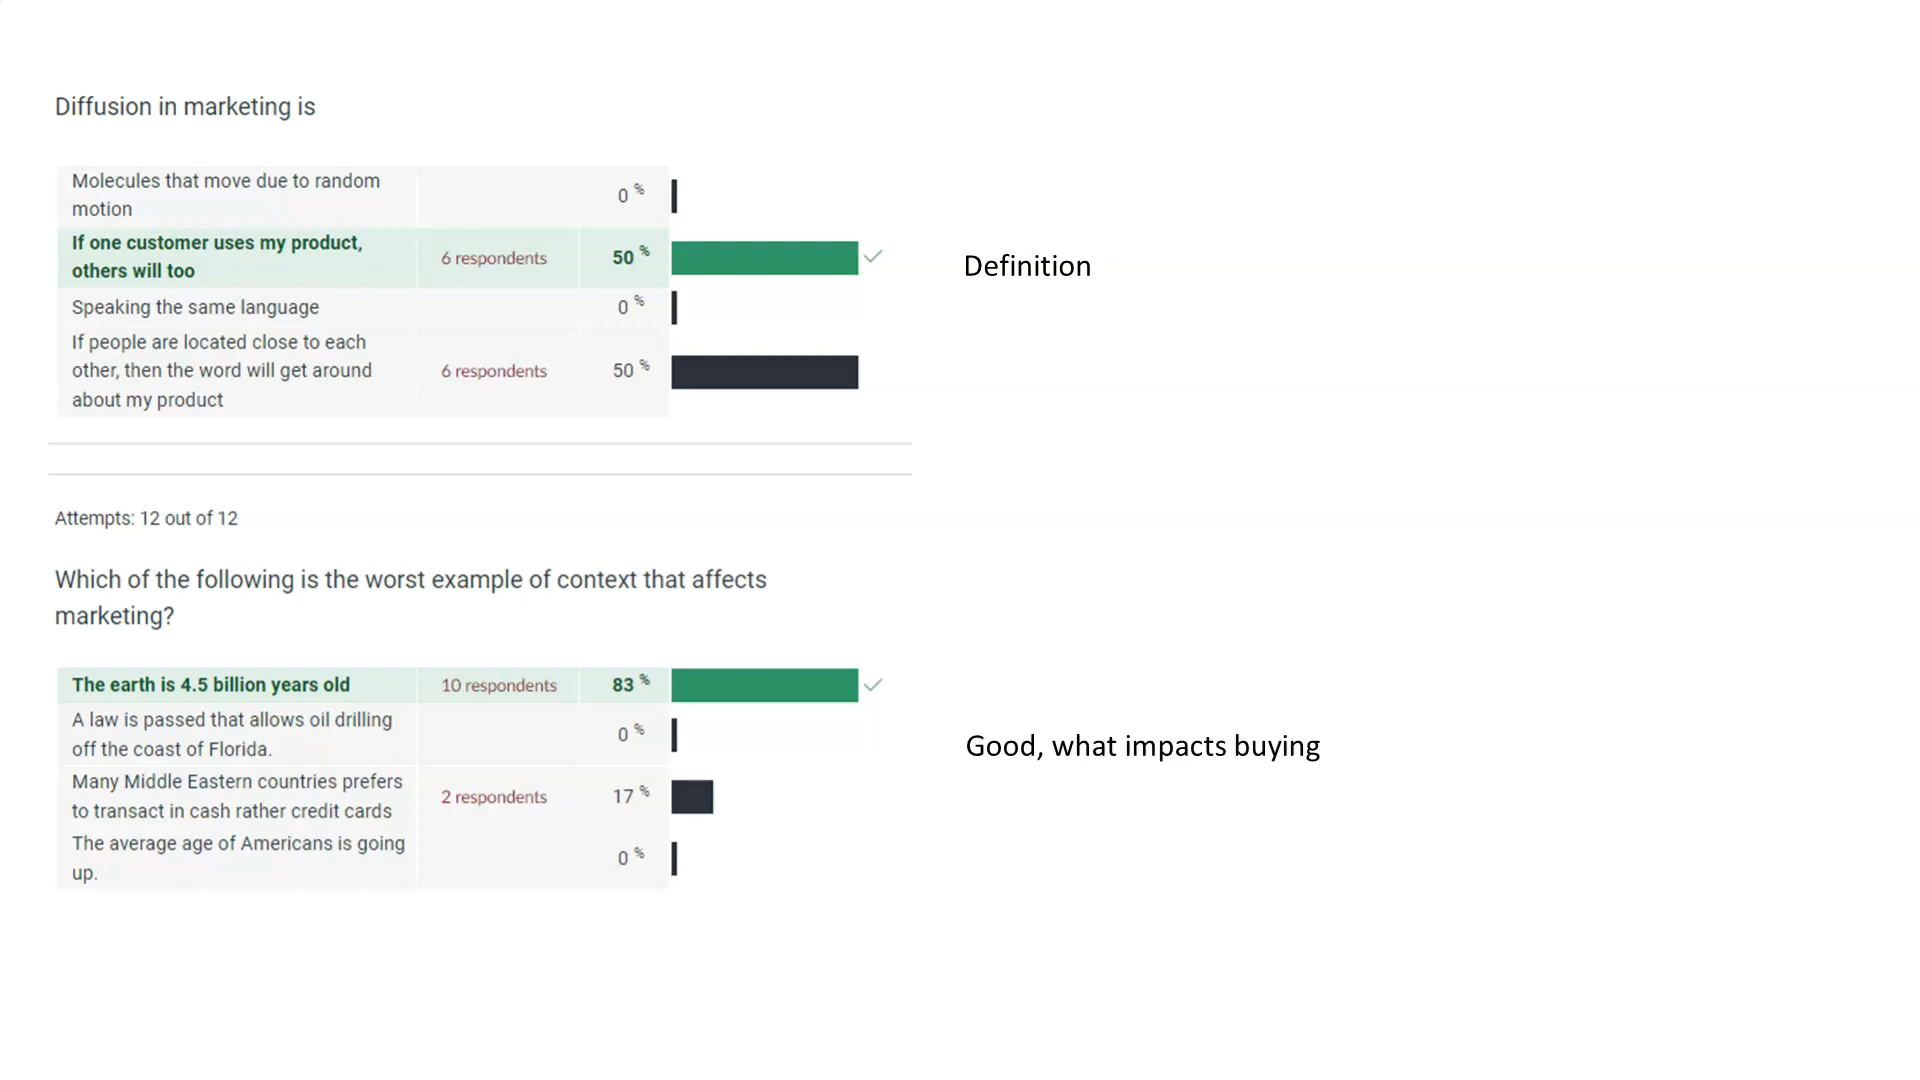 Diffusion in marketing is
Molecules that move due to random
motion
0 %
If one customer uses my product,
others will too
6 respondents
50 %
Definition
Speaking the same language
0 %
If people are located close to each
other, then the word will get around
about my product
6 respondents
50 %
Attempts: 12 out of 12
Which of the following is the worst example of context that affects
marketing?
The earth is 4.5 billion years old
10 respondents
83 %
A law is passed that allows oil drilling
off the coast of Florida.
0 %
Good, what impacts buying
Many Middle Eastern countries prefers
to transact in cash rather credit cards
2 respondents
17 %
The average age of Americans is going
up.
0 %